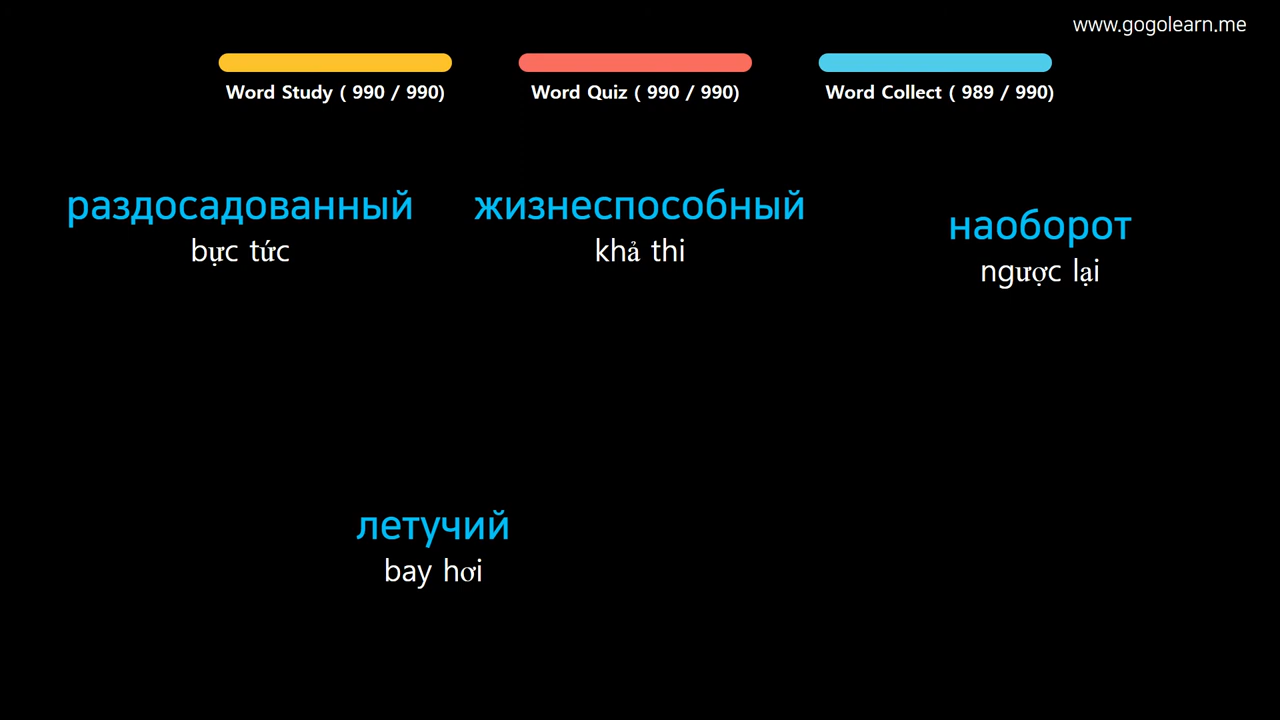 www.gogolearn.me
Word Study ( 990 / 990)
Word Quiz ( 990 / 990)
Word Collect ( 989 / 990)
раздосадованный
bực tức
жизнеспособный
khả thi
наоборот
ngược lại
летучий
bay hơi